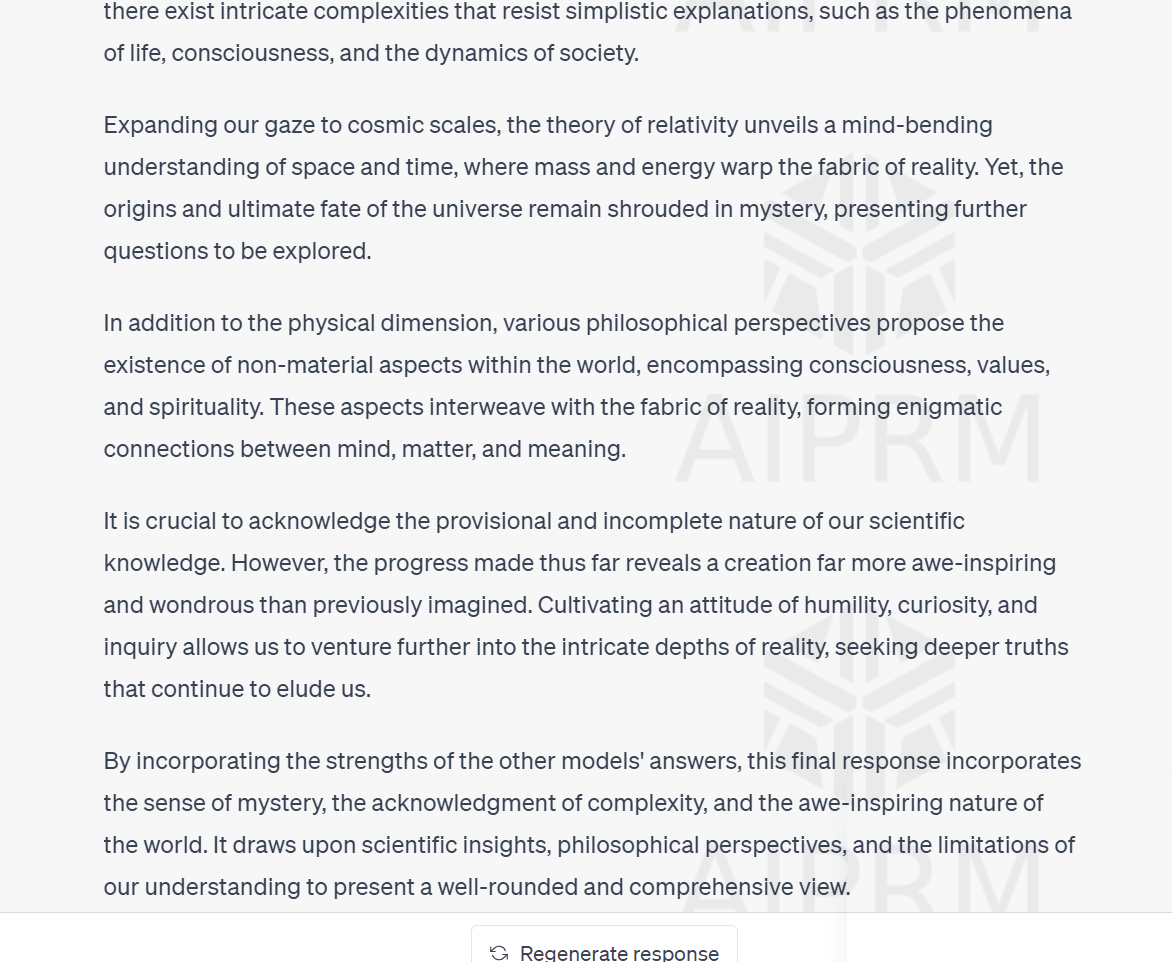 there exist intricate complexities that resist simplistic explanations, such as the phenomena
of life, consciousness, and the dynamics of society.
Expanding our gaze to cosmic scales, the theory of relativity unveils a mind-bending
understanding of space and time, where mass and energy warp the fabric of reality. Yet, the
origins and ultimate fate of the universe remain shrouded in mystery, presenting further
questions to be explored.
In addition to the physical dimension, various philosophical perspectives propose the
existence of non-material aspects within the world, encompassing consciousness, values,
and spirituality. These aspects interweave with the fabric of reality, forming enigmatic
connections between mind, matter, and meaning.
AIPRM
It is crucial to acknowledge the provisional and incomplete nature of our scientific
knowledge. However, the progress made thus far reveals a creation far more awe-inspiring
and wondrous than previously imagined. Cultivating an attitude of humility, curiosity, and
inquiry allows us to venture further into the intricate depths of reality, seeking deeper truths
that continue to elude us.
By incorporating the strengths of the other models' answers, this final response incorporates
the sense of mystery, the acknowledgment of complexity, and the awe-inspiring nature of
the world. It draws upon scientific insights, philosophical perspectives, and the limitations of
our understanding to present a well-rounded and comprehensive view.
AIPRM
Regenerate response